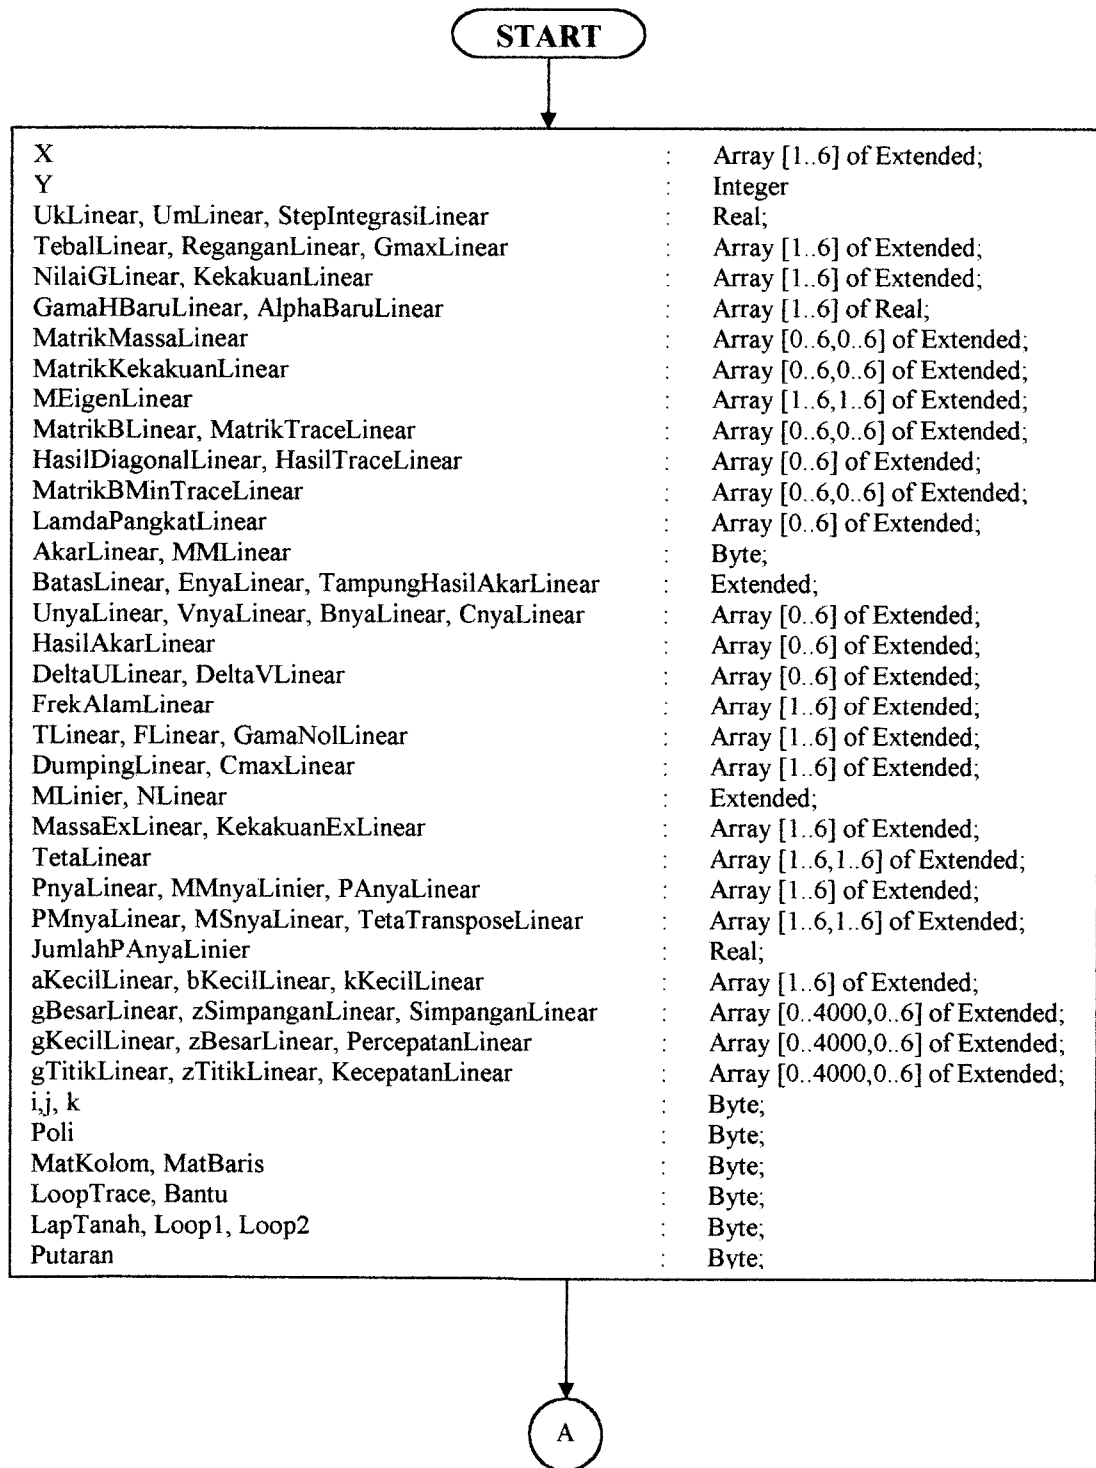 START
X : Array [1..6] of Extended;
Y : Integer
UkLinear, UmLinear, StepIntegrasiLinear : Real;
TebalLinear, ReganganLinear, GmaxLinear : Array [1..6] of Extended;
NilaiGLinear, KekakuanLinear : Array [1..6] of Extended;
GamaHBaruLinear, AlphaBaruLinear : Array [1..6] of Real;
MatrikMassaLinear : Array [0..6,0..6] of Extended;
MatrikKekakuanLinear : Array [0..6,0..6] of Extended;
MEigenLinear : Array [1..6,1..6] of Extended;
MatrikBLinear, MatrikTraceLinear : Array [0..6,0..6] of Extended;
HasilDiagonalLinear, HasilTraceLinear : Array [0..6] of Extended;
MatrikBMinTraceLinear : Array [0..6,0..6] of Extended;
LamdaPangkatLinear : Array [0..6] of Extended;
AkarLinear, MMLinear : Byte;
BatasLinear, EnyaLinear, TampungHasilAkarLinear : Extended;
UnyaLinear, VnyaLinear, BnyaLinear, CnyaLinear : Array [0..6] of Extended;
HasilAkarLinear : Array [0..6] of Extended;
DeltaULinear, DeltaVLinear : Array [0..6] of Extended;
FrekAlamLinear : Array [1..6] of Extended;
TLinear, FLinear, GamaNolLinear : Array [1..6] of Extended;
DumpingLinear, CmaxLinear : Array [1..6] of Extended;
MLinier, NLinear : Extended;
MassaExLinear, KekakuanExLinear : Array [1..6] of Extended;
TetaLinear : Array [1..6,1..6] of Extended;
PnyaLinear, MMnyaLinier, PAnyaLinear : Array [1..6] of Extended;
PMnyaLinear, MSnyaLinear, TetaTransposeLinear : Array [1..6,1..6] of Extended;
JumlahPAnyaLinier : Real;
aKecilLinear, bKecilLinear, kKecilLinear : Array [1..6] of Extended;
gBesarLinear, zSimpanganLinear, SimpanganLinear : Array [0..4000,0..6] of Extended;
gKecilLinear, zBesarLinear, PercepatanLinear : Array [0..4000,0..6] of Extended;
gTitikLinear, zTitikLinear, KecepatanLinear : Array [0..4000,0..6] of Extended;
i,j, k : Byte;
Poli : Byte;
MatKolom, MatBaris : Byte;
LoopTrace, Bantu : Byte;
LapTanah, Loop1, Loop2 : Byte;
Putaran : Byte;
A